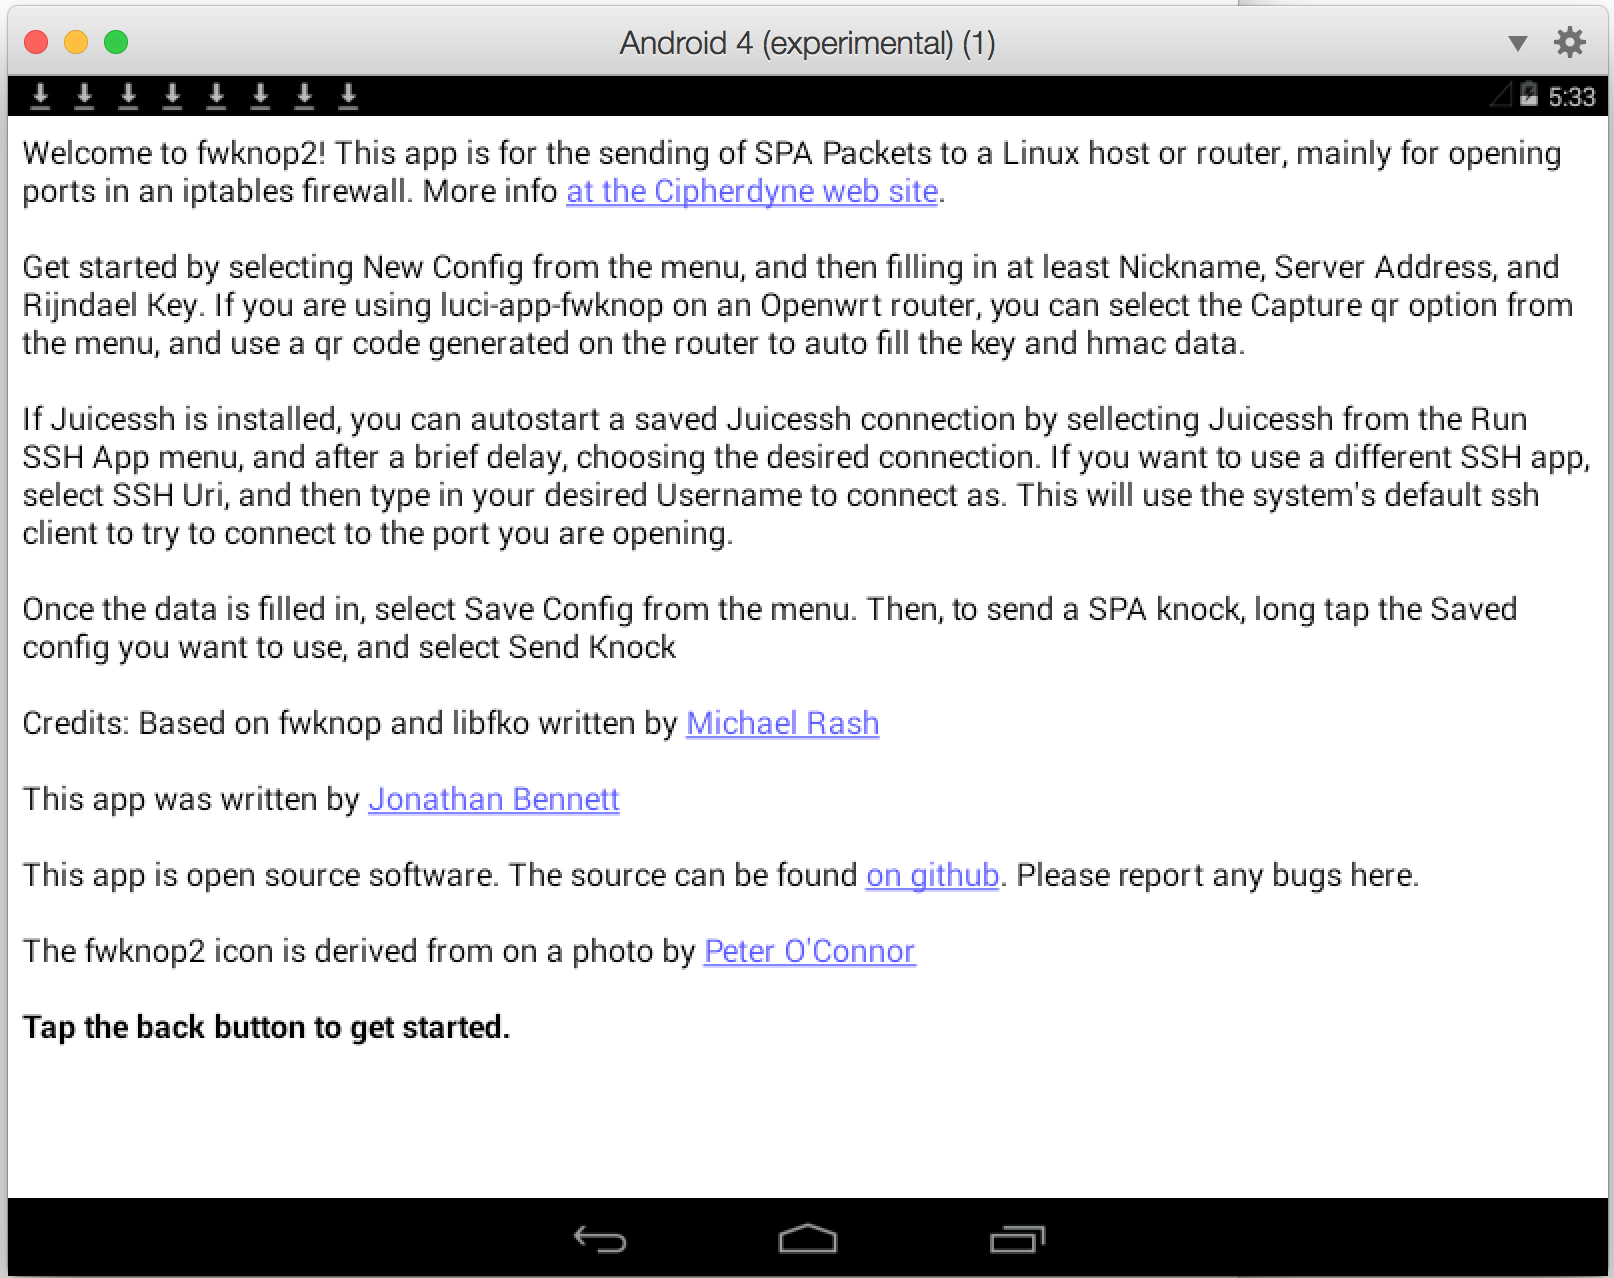 Android 4 (experimental) (1)
5:33
Welcome to fwknop2! This app is for the sending of SPA Packets to a Linux host or router, mainly for opening
ports in an iptables firewall. More info at the Cipherdyne web site.
Get started by selecting New Config from the menu, and then filling in at least Nickname, Server Address, and
Rijndael Key. If you are using luci-app-fwknop on an Openwrt router, you can select the Capture qr option from
the menu, and use a qr code generated on the router to auto fill the key and hmac data.
If Juicessh is installed, you can autostart a saved Juicessh connection by sellecting Juicessh from the Run
SSH App menu, and after a brief delay, choosing the desired connection. If you want to use a different SSH app,
select SSH Uri, and then type in your desired Username to connect as. This will use the system's default ssh
client to try to connect to the port you are opening.
Once the data is filled in, select Save Config from the menu. Then, to send a SPA knock, long tap the Saved
config you want to use, and select Send Knock
Credits: Based on fwknop and libfko written by Michael Rash
This app was written by Jonathan Bennett
This app is open source software. The source can be found on github. Please report any bugs here.
The fwknop2 icon is derived from on a photo by Peter O'Connor
Tap the back button to get started.